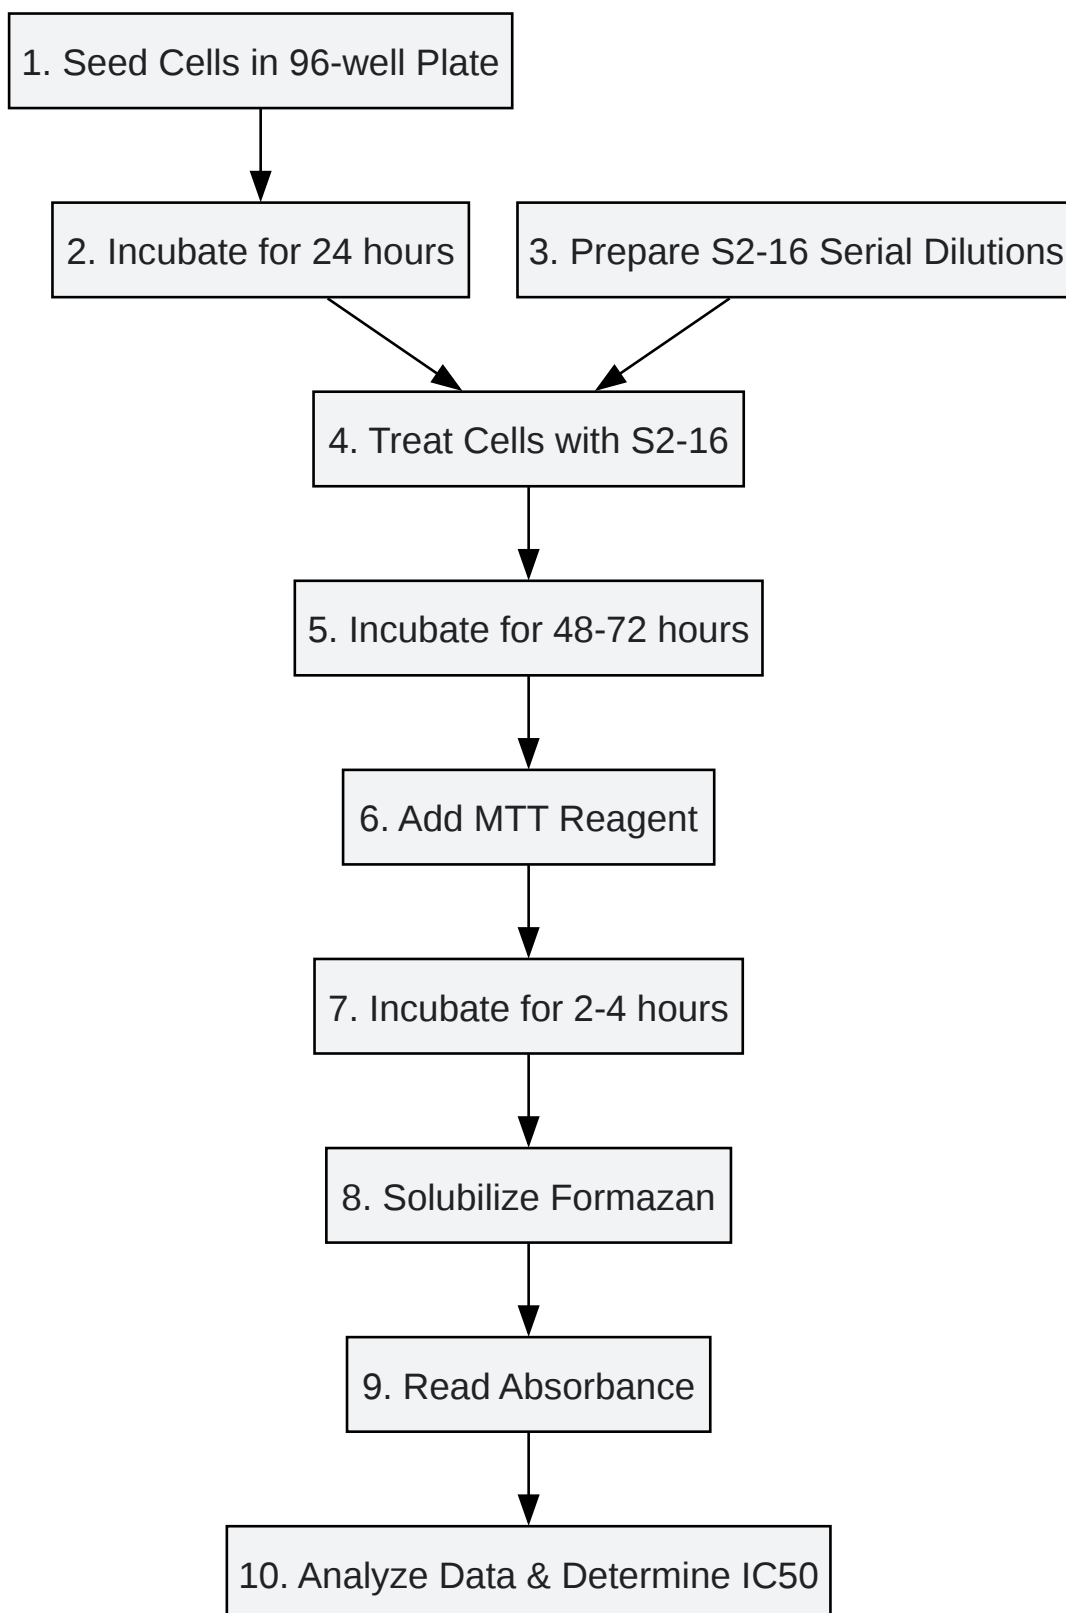 1. Seed Cells in 96-well Plate
2. Incubate for 24 hours
3. Prepare S2-16 Serial Dilutions
4. Treat Cells with S2-16
5. Incubate for 48-72 hours
6. Add MTT Reagent
7. Incubate for 2-4 hours
8. Solubilize Formazan
9. Read Absorbance
10. Analyze Data & Determine IC50